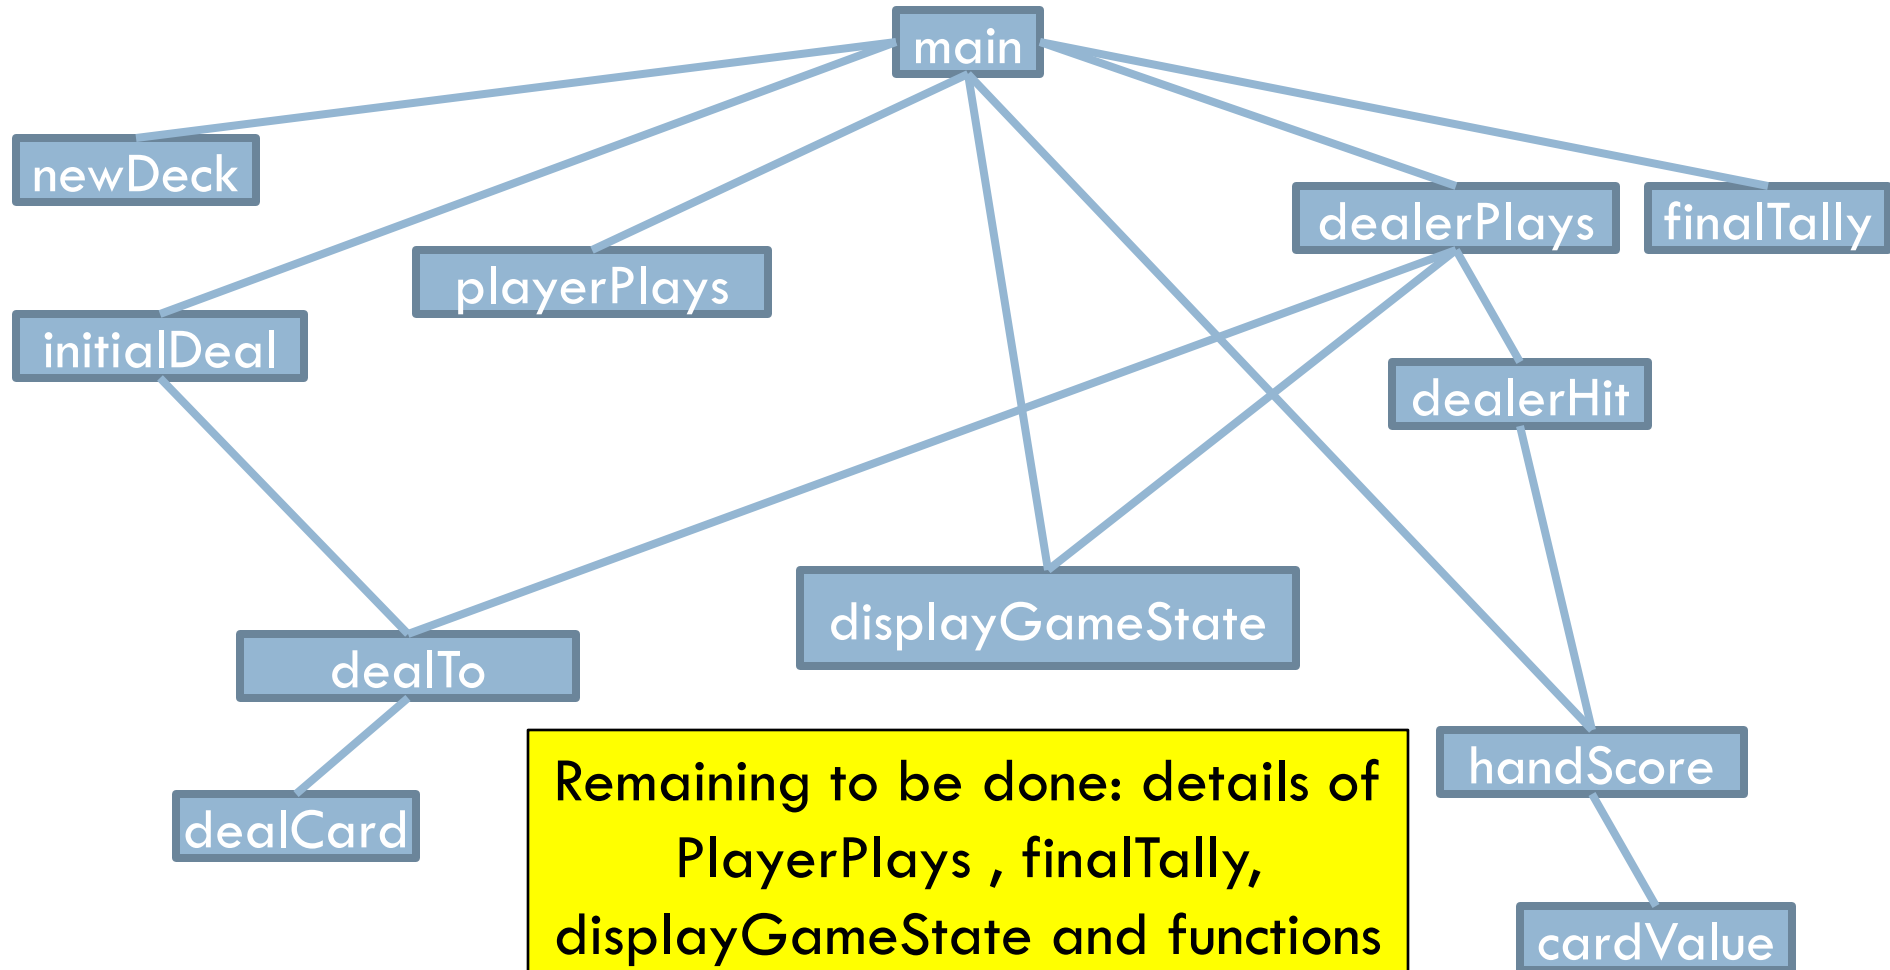 main
newDeck
dealerPlays
finalTally
playerPlays
initialDeal
dealerHit
displayGameState
dealTo
handScore
dealCard
Remaining to be done: details of
PlayerPlays , finalTally,
displayGameState and functions
cardValue